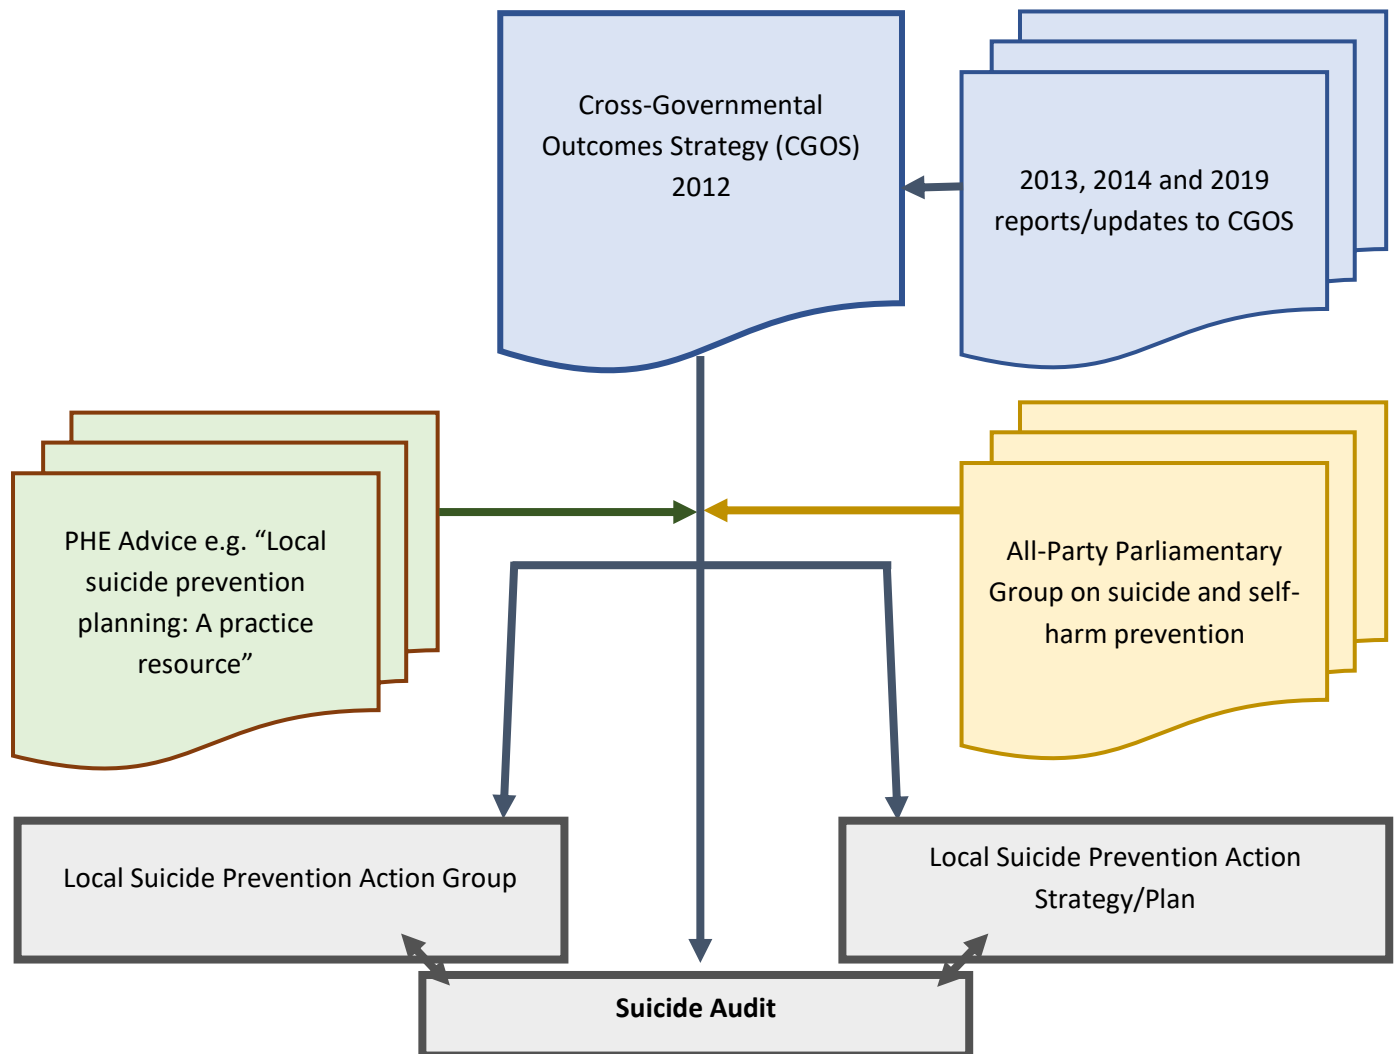 Cross-Governmental
Outcomes Strategy (CGOS)
2012
2013, 2014 and 2019
reports/updates to CGOS
PHE Advice e.g. “Local
suicide prevention
planning: A practice
resource”
All-Party Parliamentary
Group on suicide and self-
harm prevention
Local Suicide Prevention Action Group
Local Suicide Prevention Action
Strategy/Plan
Suicide Audit